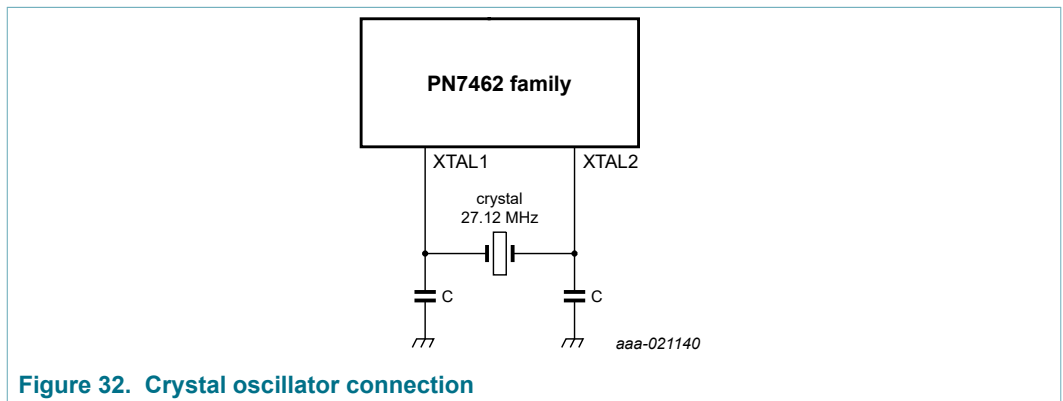 PN7462 family
XTAL1
XTAL2
crystal
27.12 MHz
C
C
aaa-021140
Figure 32. Crystal oscillator connection